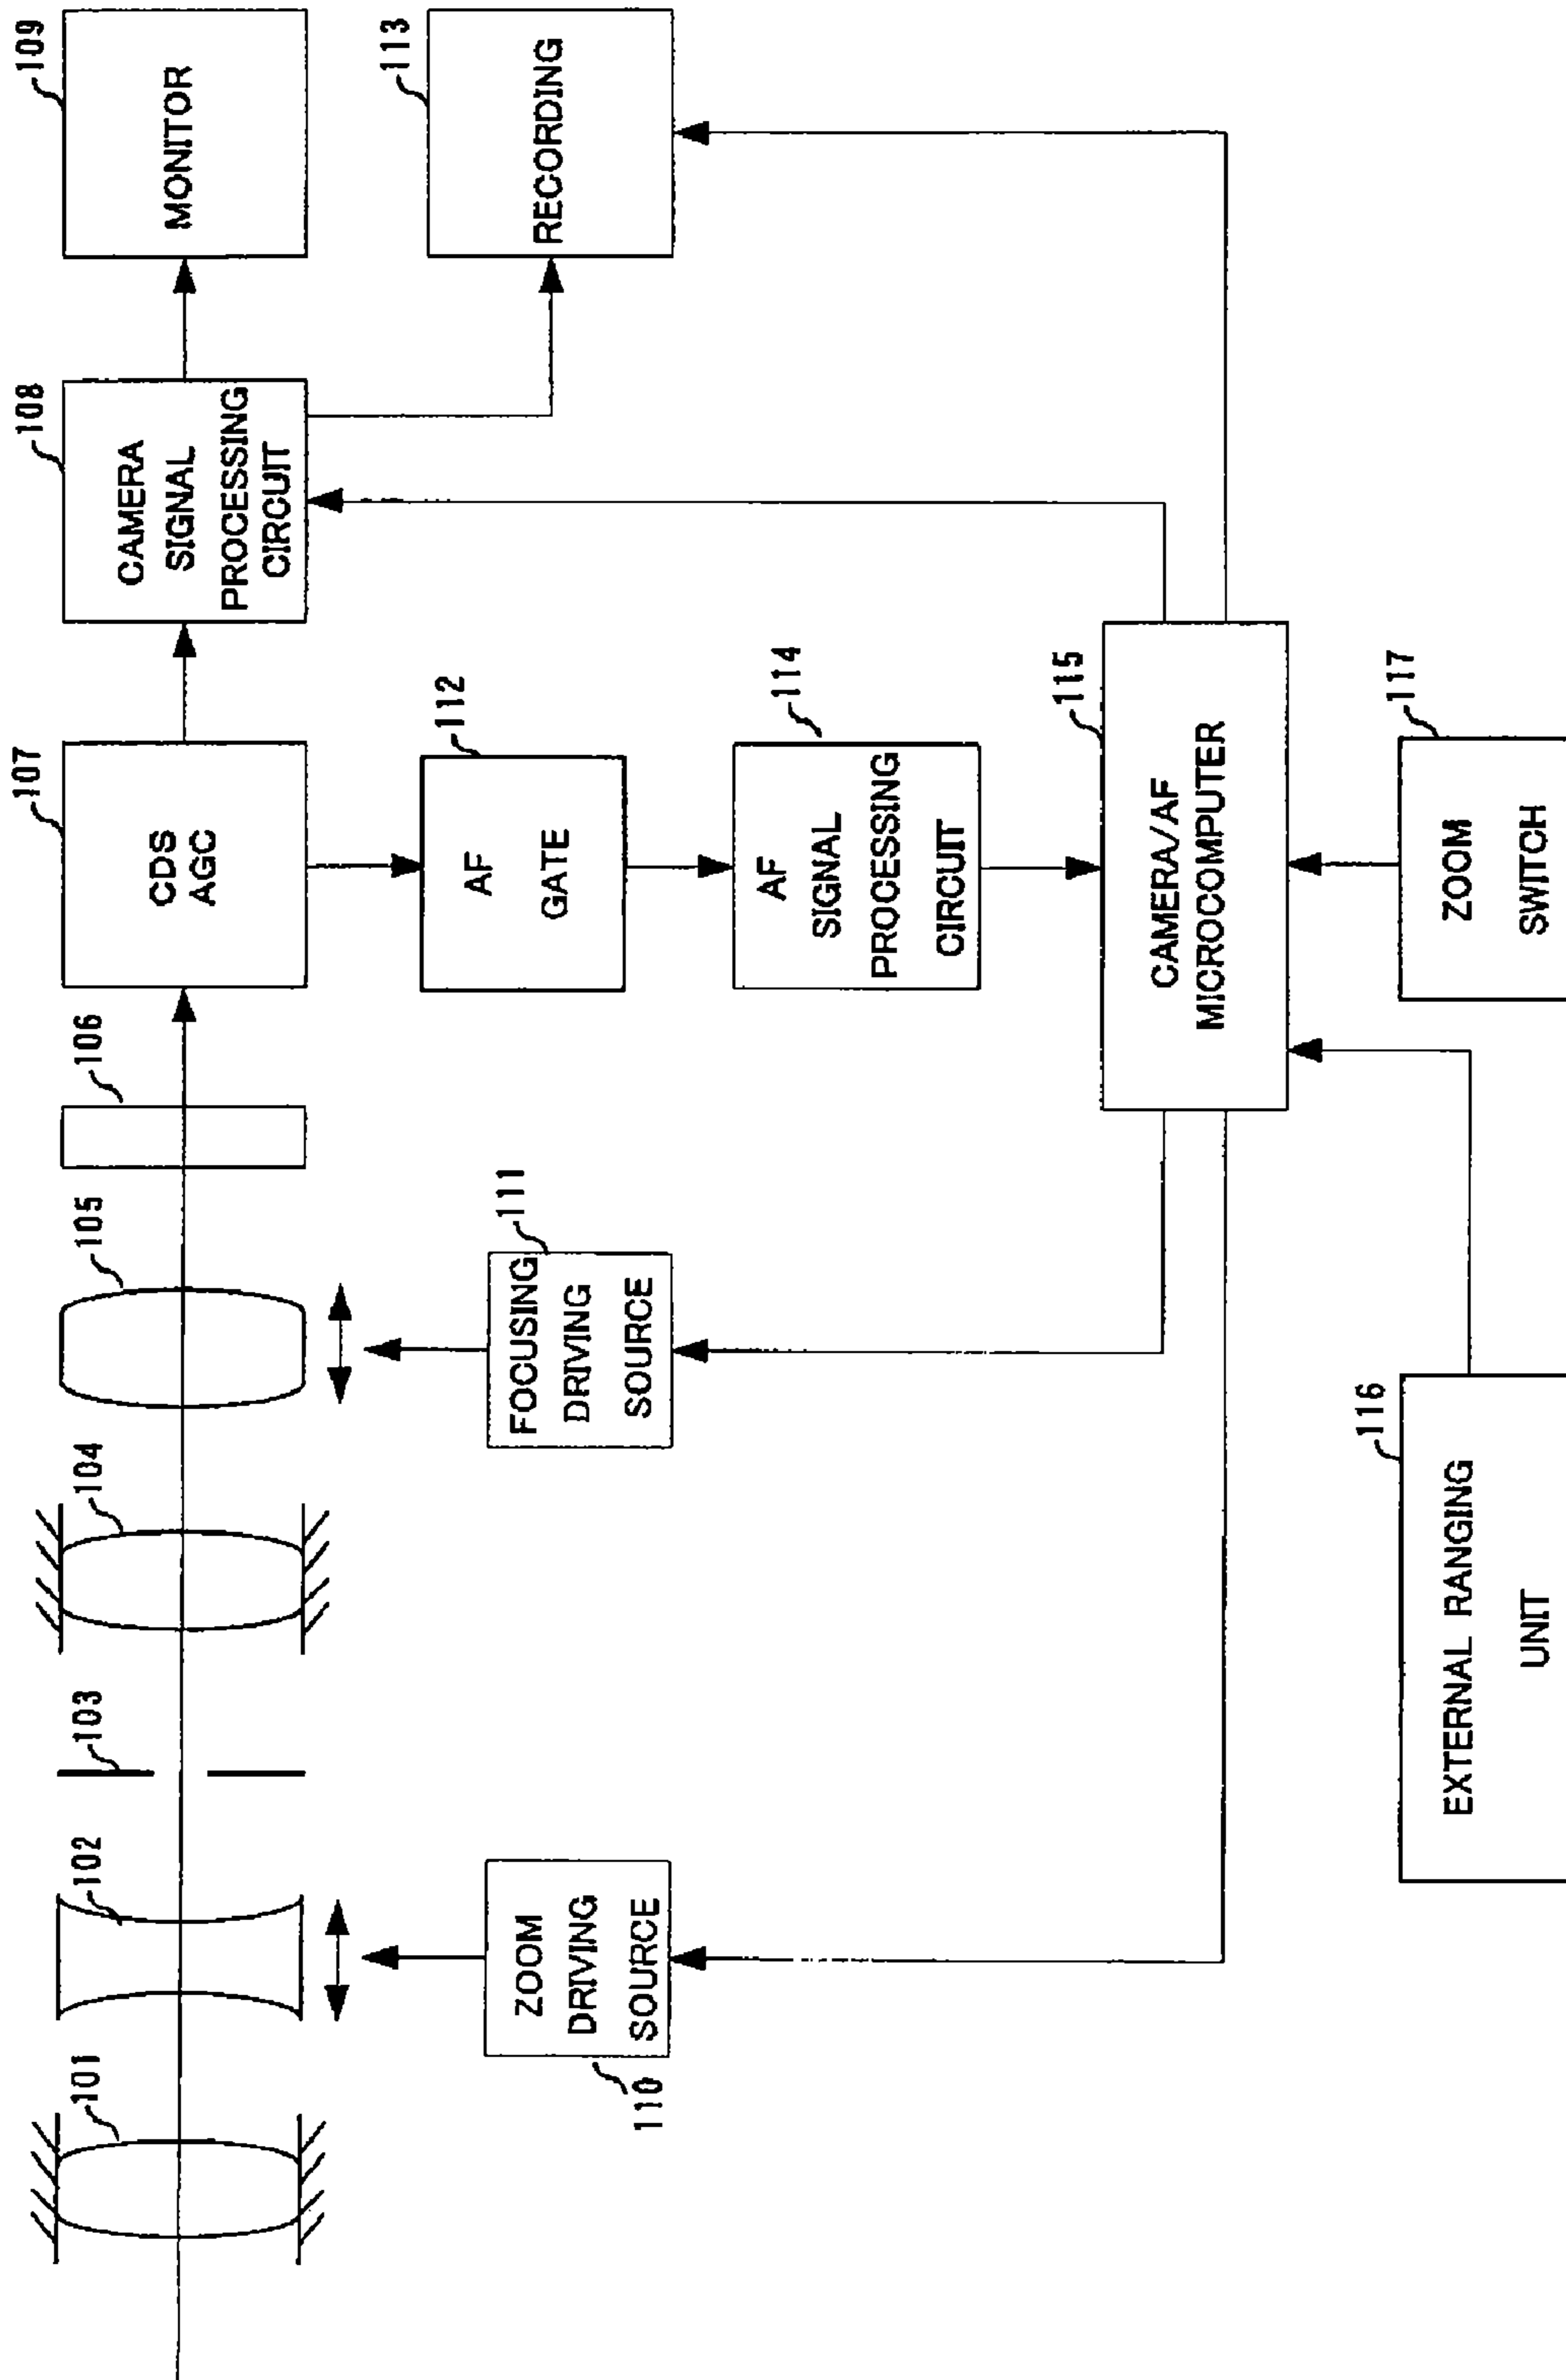 101
102
103
104
105
106
107
CDS
AGC
108
CAMERA
SIGNAL
PROCESSING
CIRCUIT
109
MONITOR
110
ZOOM
DRIVING
SOURCE
111
FOCUSING
DRIVING
SOURCE
112
AF
GATE
113
RECORDING
114
AF
SIGNAL
PROCESSING
CIRCUIT
115
CAMERA/AF
MICROCOMPUTER
116
EXTERNAL RANGING
UNIT
117
ZOOM
SWITCH